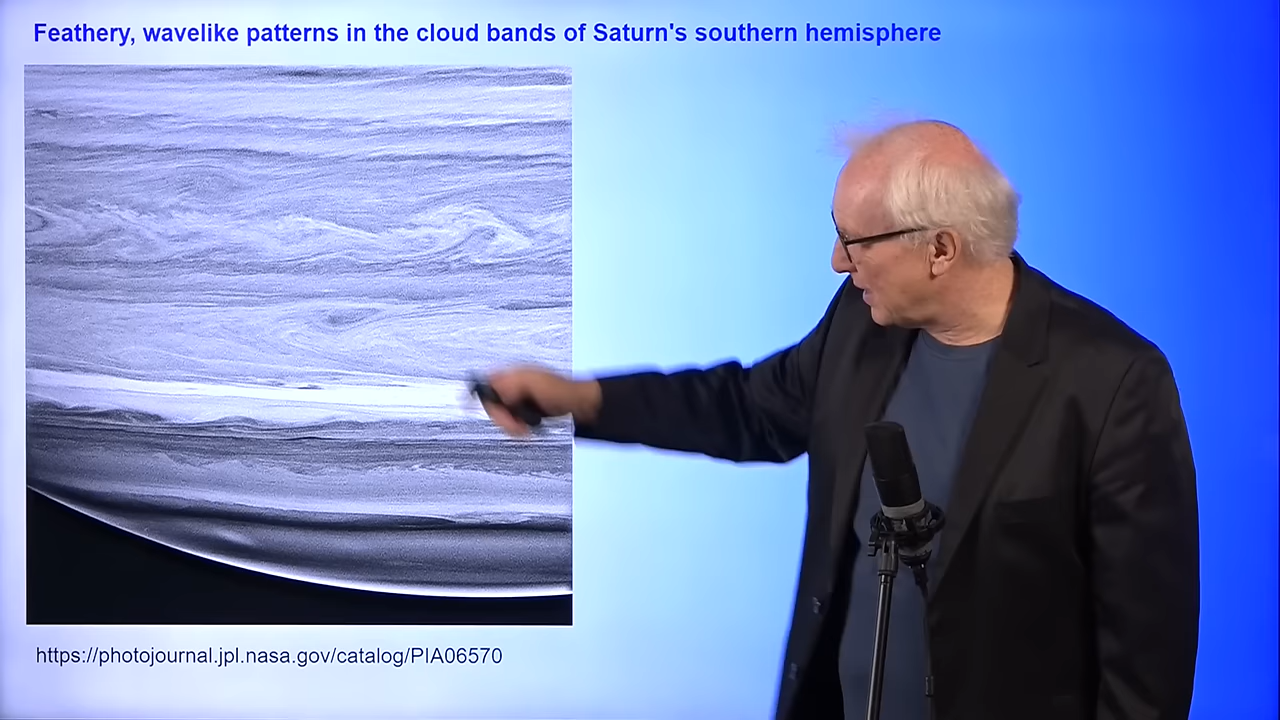 Feathery, wavelike patterns in the cloud bands of Saturn's southern hemisphere
https://photojournal.jpl.nasa.gov/catalog/PIA06570